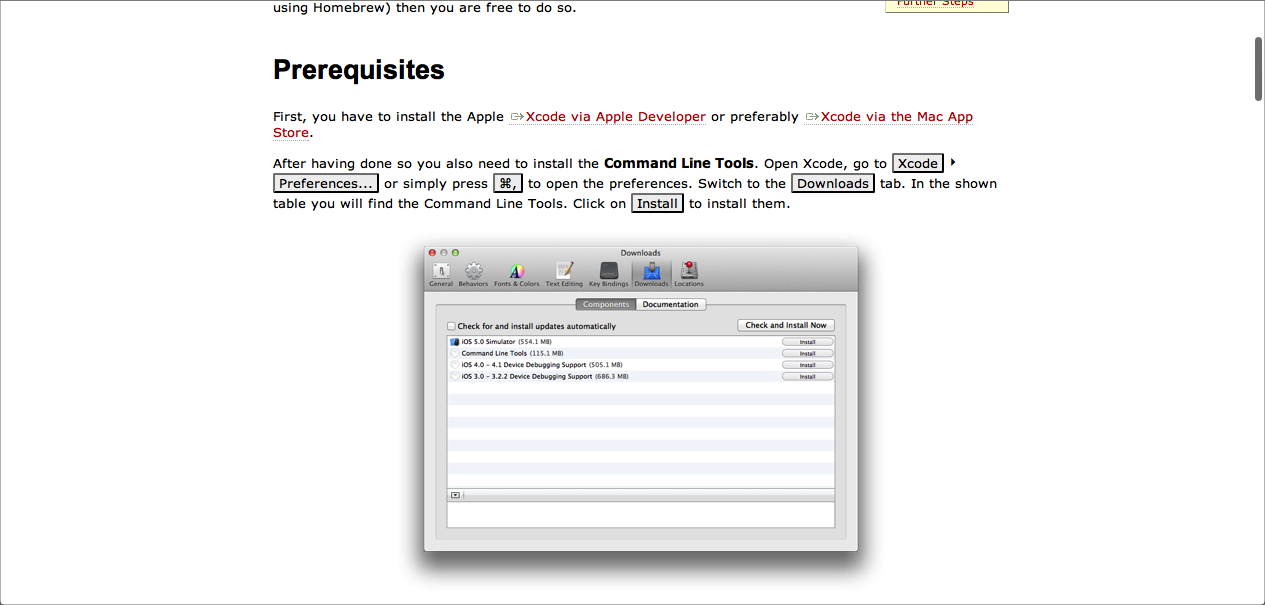 using Homebrew) then you are free to do so.
Further Steps
Prerequisites
First, you have to install the Apple Xcode via Apple Developer or preferably Xcode via the Mac App
Store.
After having done so you also need to install the Command Line Tools. Open Xcode, go to Xcode ▸
Preferences... or simply press ⌘, to open the preferences. Switch to the Downloads tab. In the shown
table you will find the Command Line Tools. Click on Install to install them.
Downloads
General Behaviors Fonts & Colors Text Editing Key Bindings Downloads Locations
Components Documentation
Check for and install updates automatically Check and Install Now
iOS 5.0 Simulator (554.1 MB) Install
Command Line Tools (115.1 MB) Install
iOS 4.0 – 4.1 Device Debugging Support (505.1 MB) Install
iOS 3.0 – 3.2.2 Device Debugging Support (686.3 MB) Install